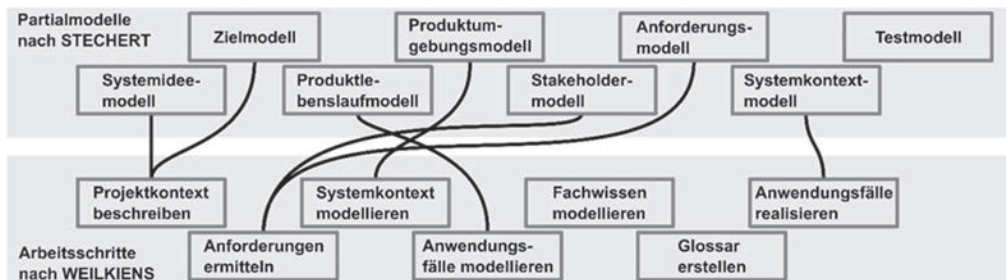 Partialmodelle
nach STECHERT
Zielmodell
Produktum-
gebungsmodell
Anforderungs-
modell
Testmodell
Systemidee-
modell
Produktle-
benslaufmodell
Stakeholder-
modell
Systemkontext-
modell
Projektkontext
beschreiben
Systemkontext
modellieren
Fachwissen
modellieren
Anwendungsfälle
realisieren
Arbeitsschritte
nach WEILKIENS
Anforderungen
ermitteln
Anwendungs-
fälle modellieren
Glossar
erstellen